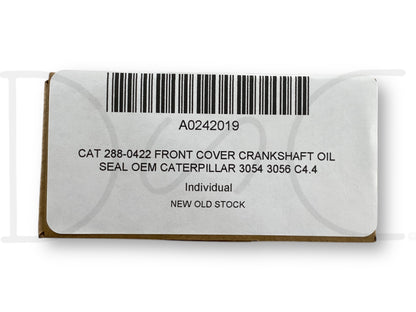 A0242019
CAT 288-0422 FRONT COVER CRANKSHAFT OIL
SEAL OEM CATERPILLAR 3054 3056 C4.4
Individual
NEW OLD STOCK